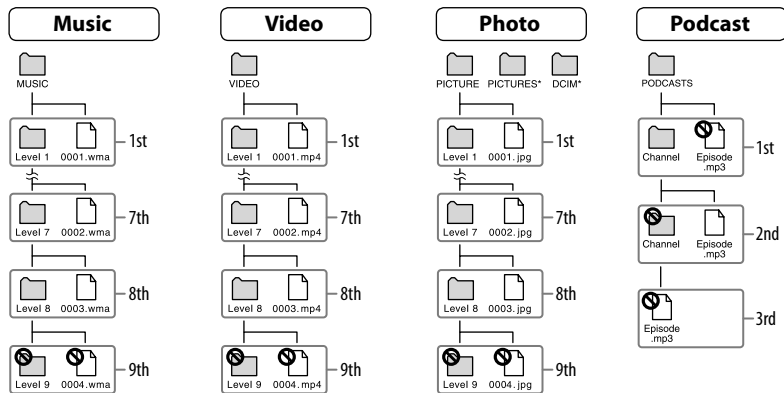 Music
Video
Photo
Podcast
MUSIC
VIDEO
PICTURE PICTURES* DCIM*
PODCASTS
Level 1 0001.wma
1st
Level 1 0001.mp4
1st
Level 1 0001.jpg
1st
Channel Episode
.mp3
1st
Level 7 0002.wma
7th
Level 7 0002.mp4
7th
Level 7 0002.jpg
7th
Channel Episode
.mp3
2nd
Level 8 0003.wma
8th
Level 8 0003.mp4
8th
Level 8 0003.jpg
8th
Episode
.mp3
3rd
Level 9 0004.wma
9th
Level 9 0004.mp4
9th
Level 9 0004.jpg
9th